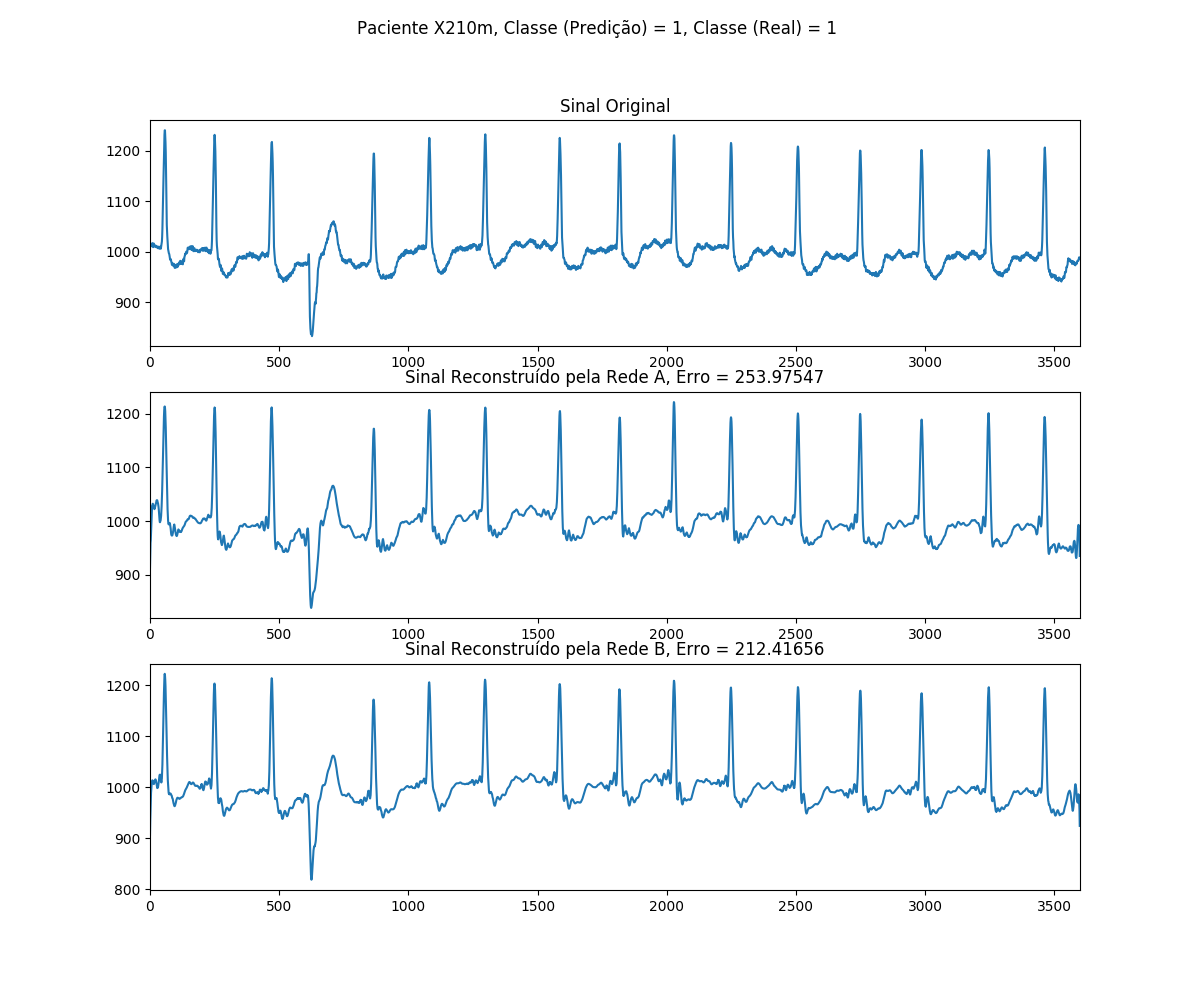 Paciente X210m, Classe (Predição) = 1, Classe (Real) = 1
Sinal Original
1200
1100
1000
900
0 500 1000 1500 2000 2500 3000 3500
Sinal Reconstruído pela Rede A, Erro = 253.97547
1200
1100
1000
900
0 500 1000 1500 2000 2500 3000 3500
Sinal Reconstruído pela Rede B, Erro = 212.41656
1200
1100
1000
900
800
0 500 1000 1500 2000 2500 3000 3500